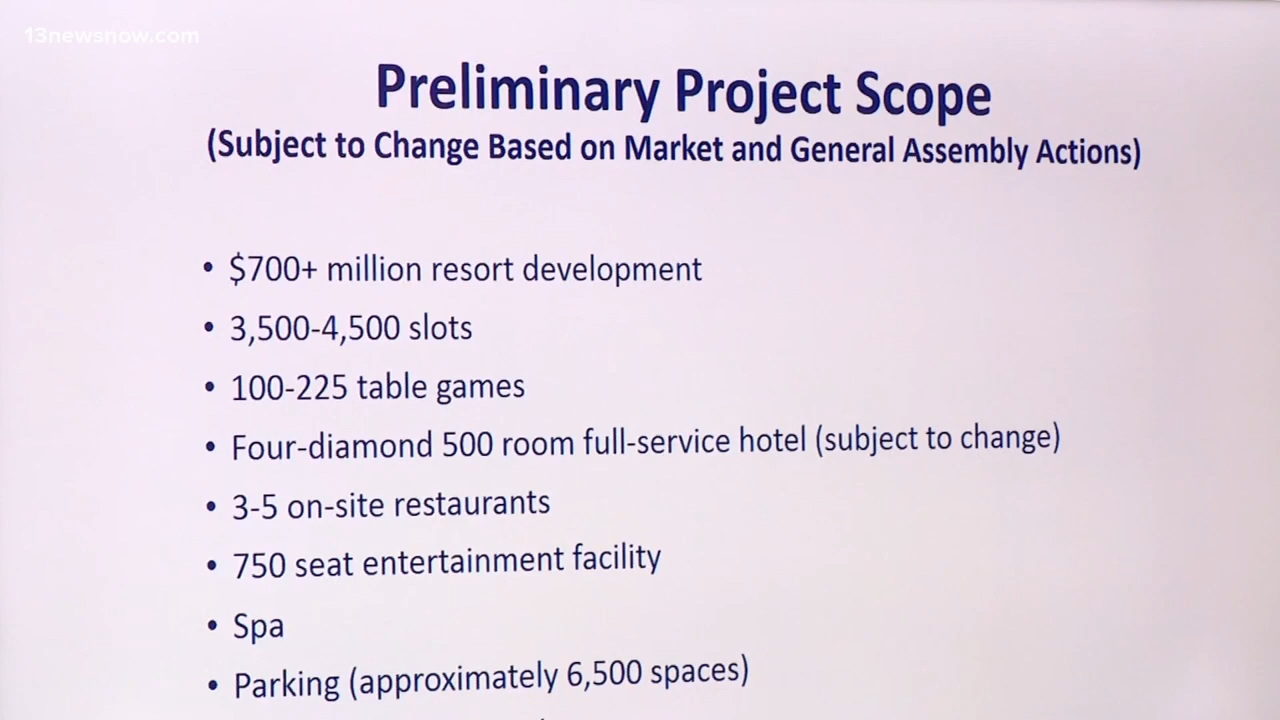 13newsnow.com
Preliminary Project Scope
(Subject to Change Based on Market and General Assembly Actions)
• $700+ million resort development
• 3,500-4,500 slots
• 100-225 table games
• Four-diamond 500 room full-service hotel (subject to change)
• 3-5 on-site restaurants
• 750 seat entertainment facility
• Spa
• Parking (approximately 6,500 spaces)